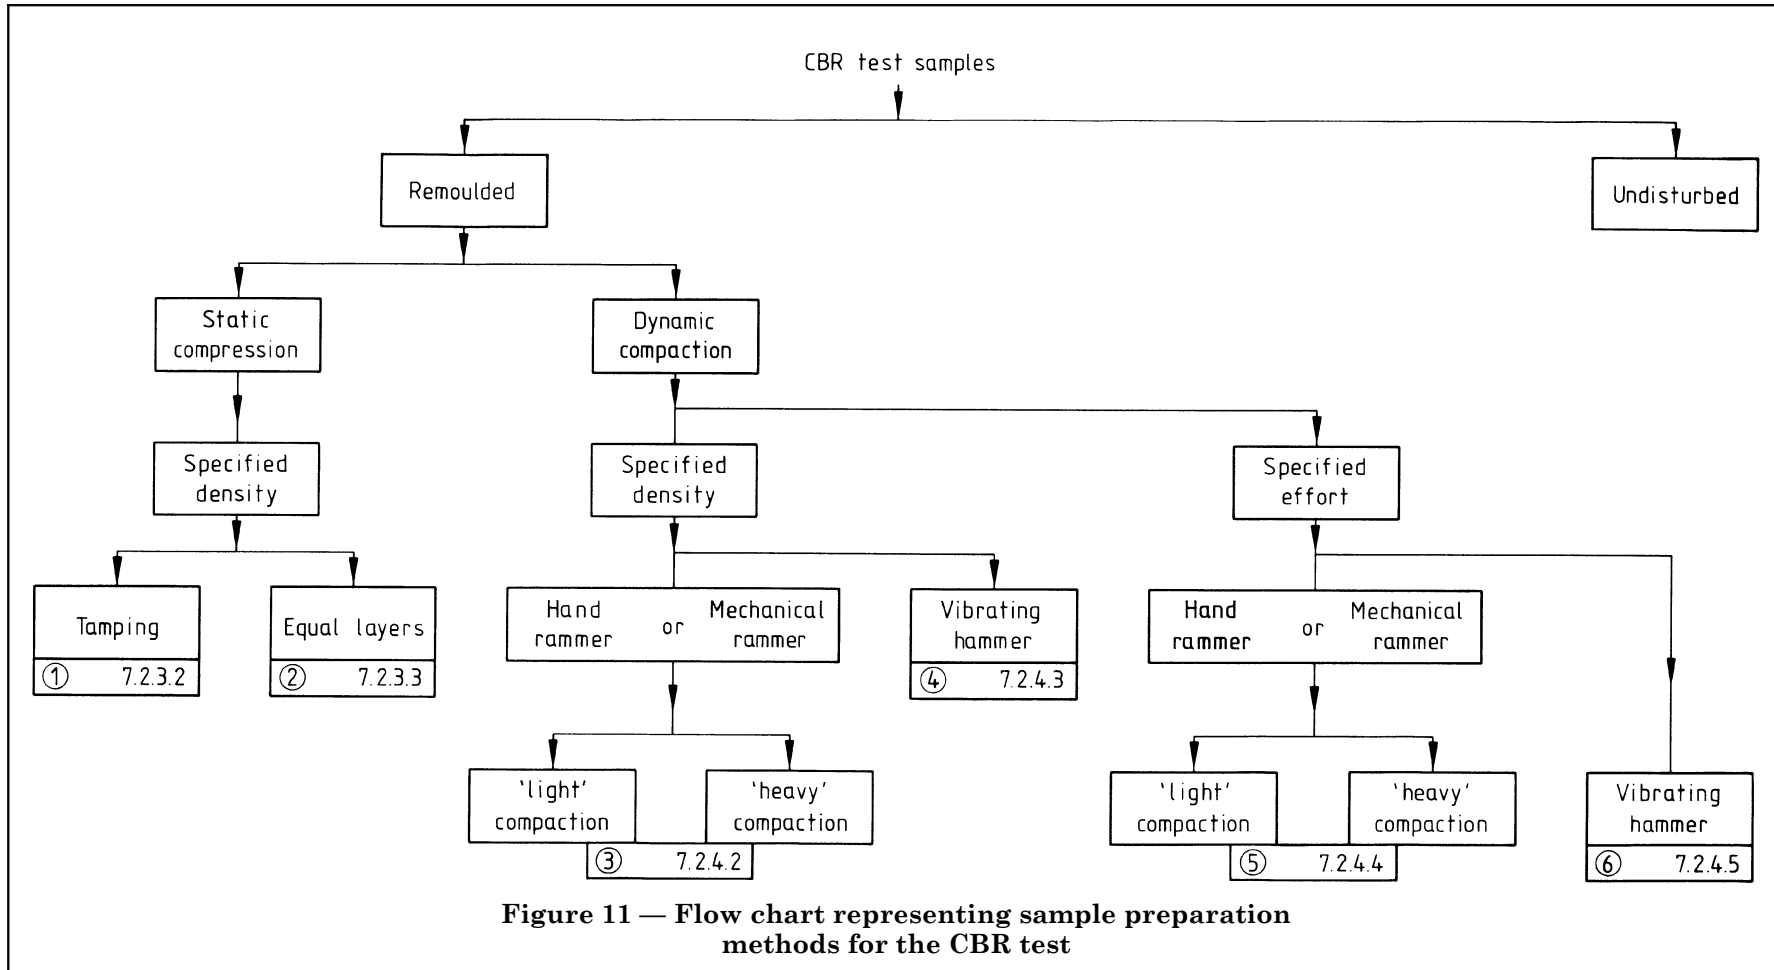 CBR test samples
Remoulded
Undisturbed
Static
compression
Dynamic
compaction
Specified
density
Specified
density
Specified
effort
Tamping
① 7.2.3.2
Equal layers
② 7.2.3.3
Hand
rammer
or
Mechanical
rammer
Vibrating
hammer
④ 7.2.4.3
Hand
rammer
or
Mechanical
rammer
'light'
compaction
'heavy'
compaction
③ 7.2.4.2
'light'
compaction
'heavy'
compaction
⑤ 7.2.4.4
Vibrating
hammer
⑥ 7.2.4.5
Figure 11 — Flow chart representing sample preparation
methods for the CBR test